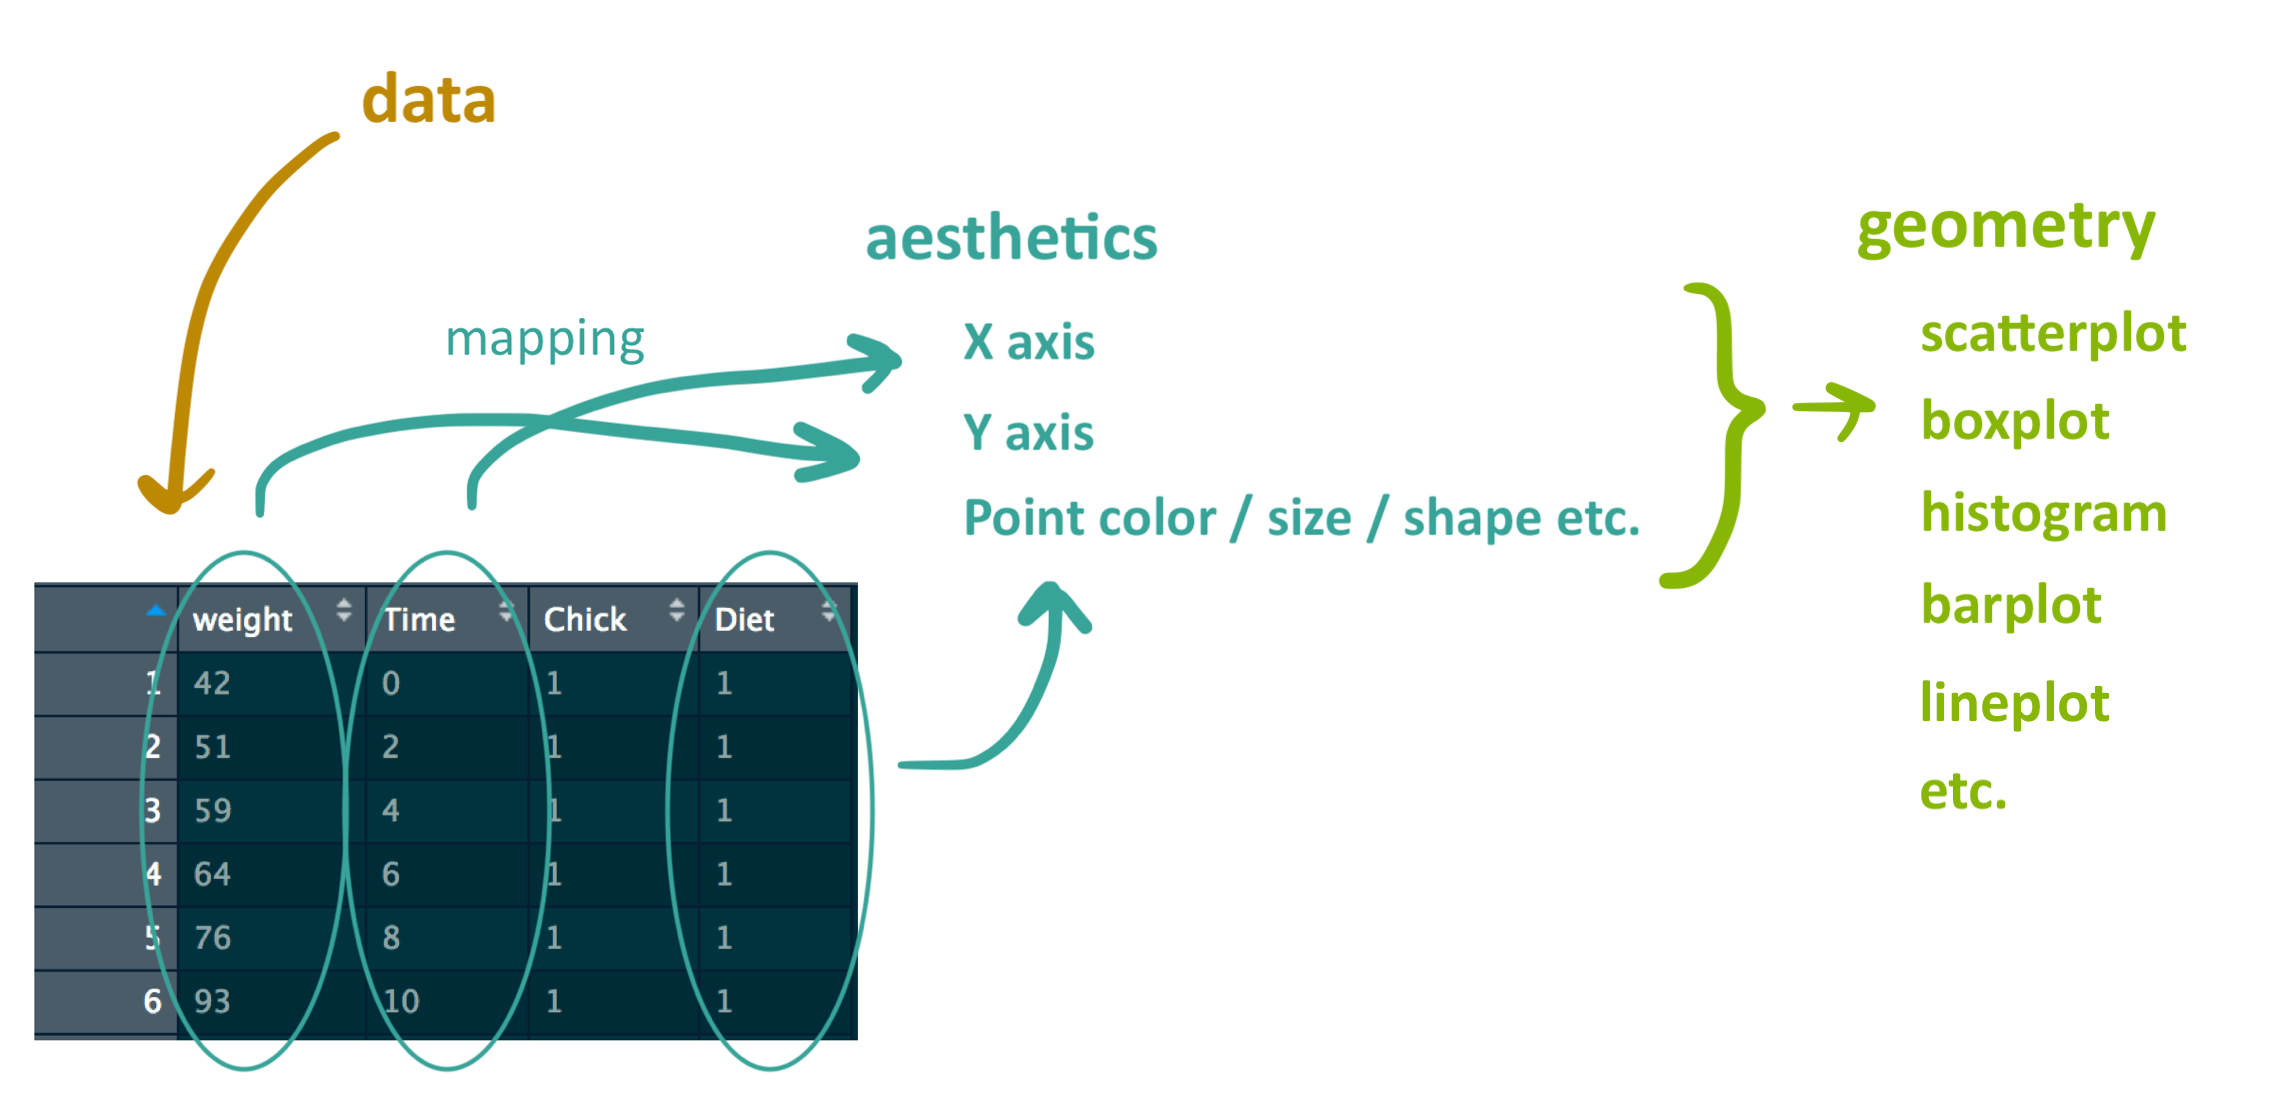 data
aesthetics
geometry
mapping
X axis
Y axis
Point color / size / shape etc.
scatterplot
boxplot
histogram
barplot
lineplot
etc.
weight Time Chick Diet
1 42 0 1 1
2 51 2 1 1
3 59 4 1 1
4 64 6 1 1
5 76 8 1 1
6 93 10 1 1